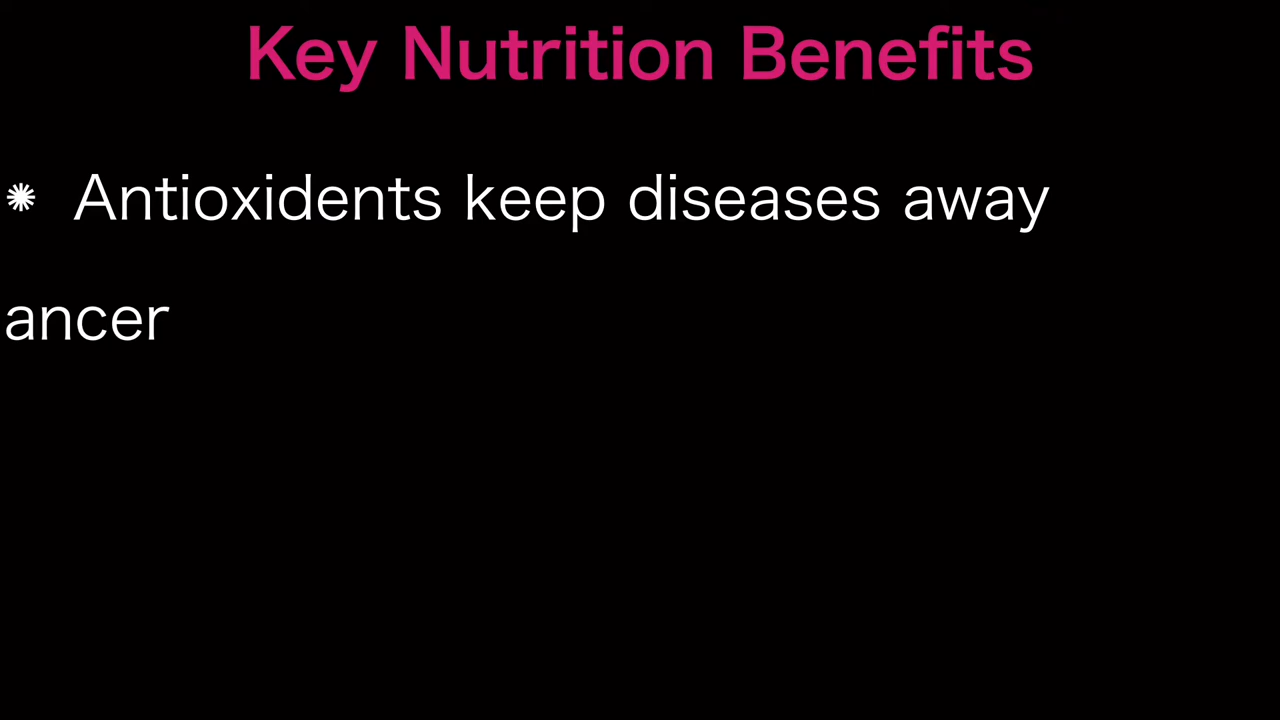 Key Nutrition Benefits
✺ Antioxidents keep diseases away
ancer